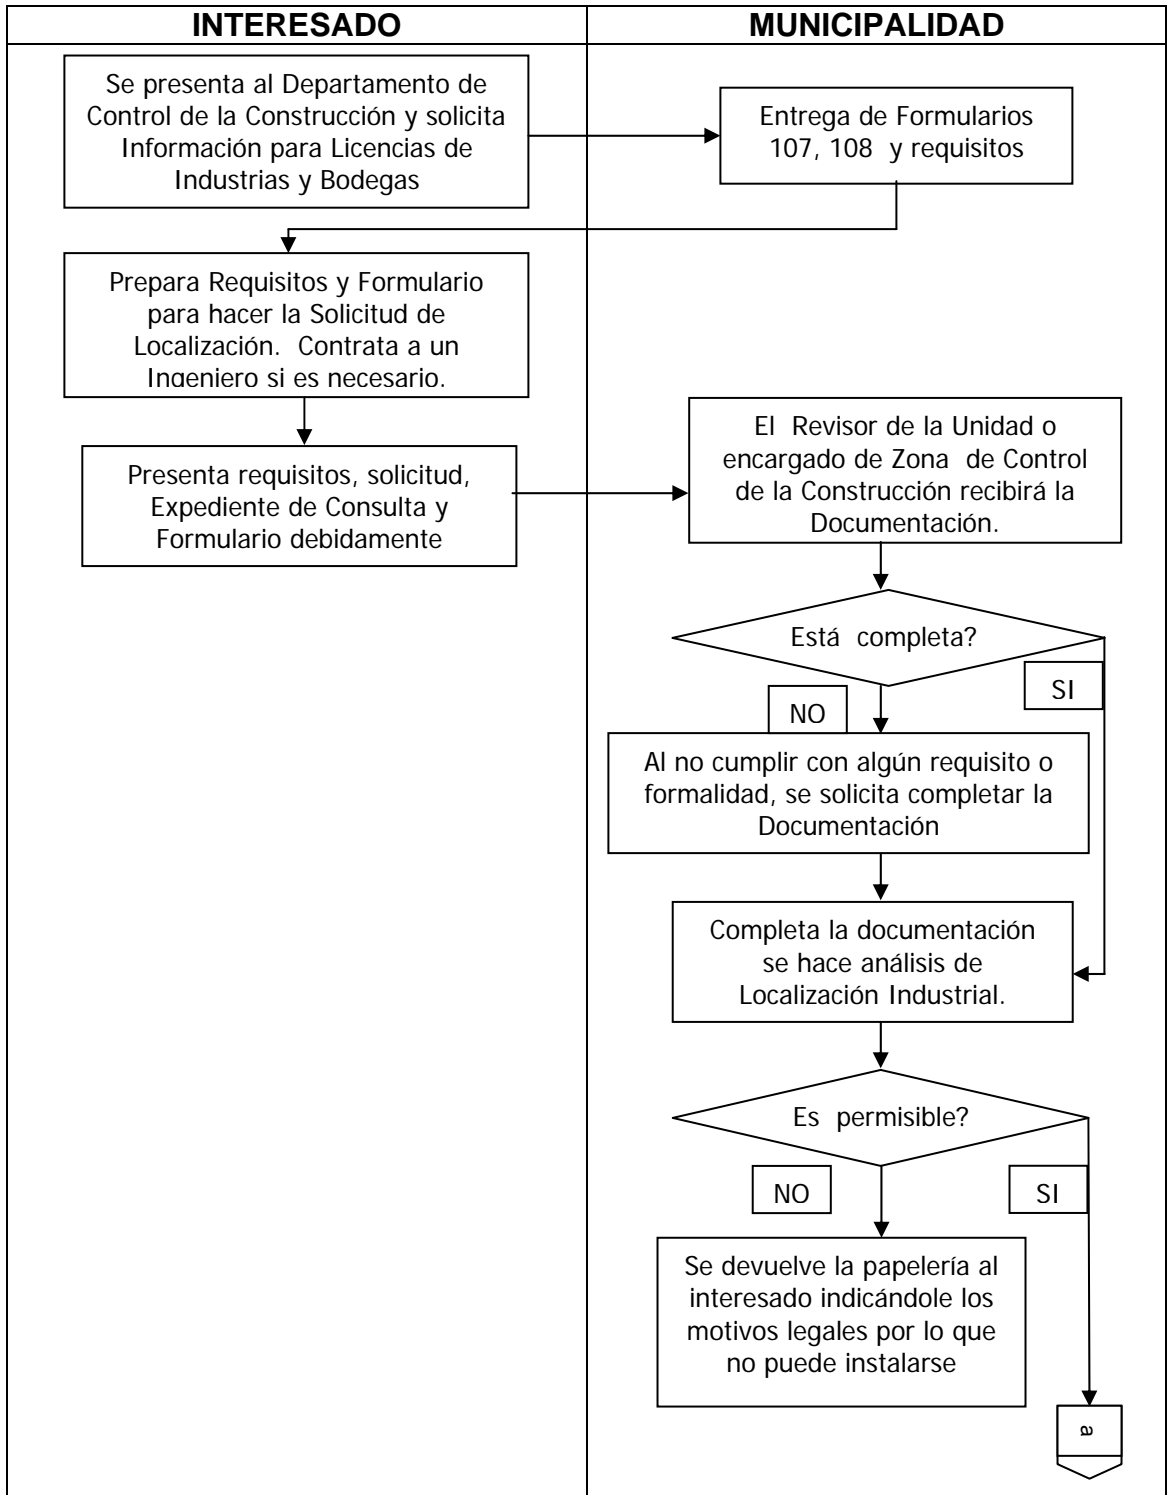 INTERESADO
MUNICIPALIDAD
Se presenta al Departamento de
Control de la Construcción y solicita
Información para Licencias de
Industrias y Bodegas
Entrega de Formularios
107, 108 y requisitos
Prepara Requisitos y Formulario
para hacer la Solicitud de
Localización. Contrata a un
Ingeniero si es necesario.
Presenta requisitos, solicitud,
Expediente de Consulta y
Formulario debidamente
El Revisor de la Unidad o
encargado de Zona de Control
de la Construcción recibirá la
Documentación.
Está completa?
SI
NO
Al no cumplir con algún requisito o
formalidad, se solicita completar la
Documentación
Completa la documentación
se hace análisis de
Localización Industrial.
Es permisible?
NO
SI
Se devuelve la papelería al
interesado indicándole los
motivos legales por lo que
no puede instalarse
a